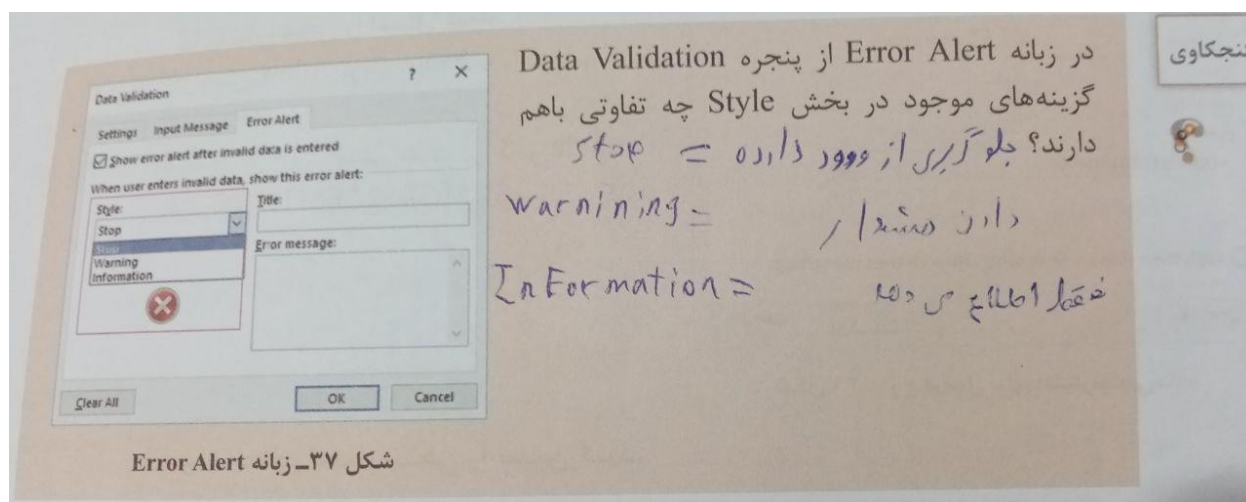 کنجکاوی
در زبانه Error Alert از پنجره Data Validation
گزینه‌های موجود در بخش Style چه تفاوتی باهم
دارند؟ جلوگیری از ورود داده = Stop
Warnining = دادن هشدار
InFormation = فقط اطلاع می دهد
Data Validation
? ×
Settings Input Message Error Alert
Show error alert after invalid data is entered
When user enters invalid data, show this error alert:
Style: Title:
Stop
Stop Error message:
Warning
Information
Clear All OK Cancel
شکل ۳۷ــ زبانه Error Alert